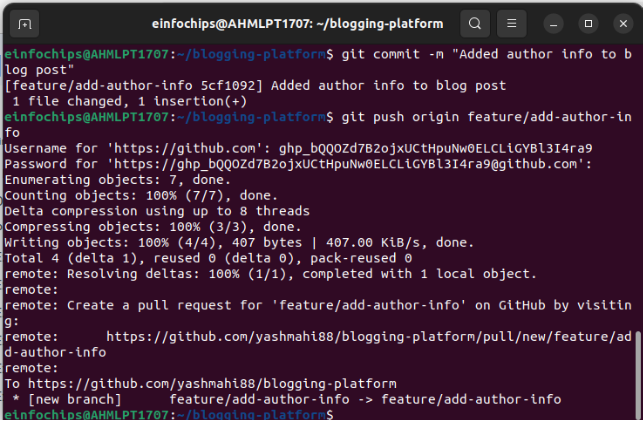 einfochips@AHMLPT1707: ~/blogging-platform
einfochips@AHMLPT1707:~/blogging-platform$ git commit -m "Added author info to b
log post"
[feature/add-author-info 5cf1092] Added author info to blog post
 1 file changed, 1 insertion(+)
einfochips@AHMLPT1707:~/blogging-platform$ git push origin feature/add-author-in
fo
Username for 'https://github.com': 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
Password for 'https://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@github.com':
Enumerating objects: 7, done.
Counting objects: 100% (7/7), done.
Delta compression using up to 8 threads
Compressing objects: 100% (3/3), done.
Writing objects: 100% (4/4), 407 bytes | 407.00 KiB/s, done.
Total 4 (delta 1), reused 0 (delta 0), pack-reused 0
remote: Resolving deltas: 100% (1/1), completed with 1 local object.
remote:
remote: Create a pull request for 'feature/add-author-info' on GitHub by visitin
g:
remote:      https://github.com/yashmahi88/blogging-platform/pull/new/feature/ad
d-author-info
remote:
To https://github.com/yashmahi88/blogging-platform
 * [new branch]      feature/add-author-info -> feature/add-author-info
einfochips@AHMLPT1707:~/blogging-platform$